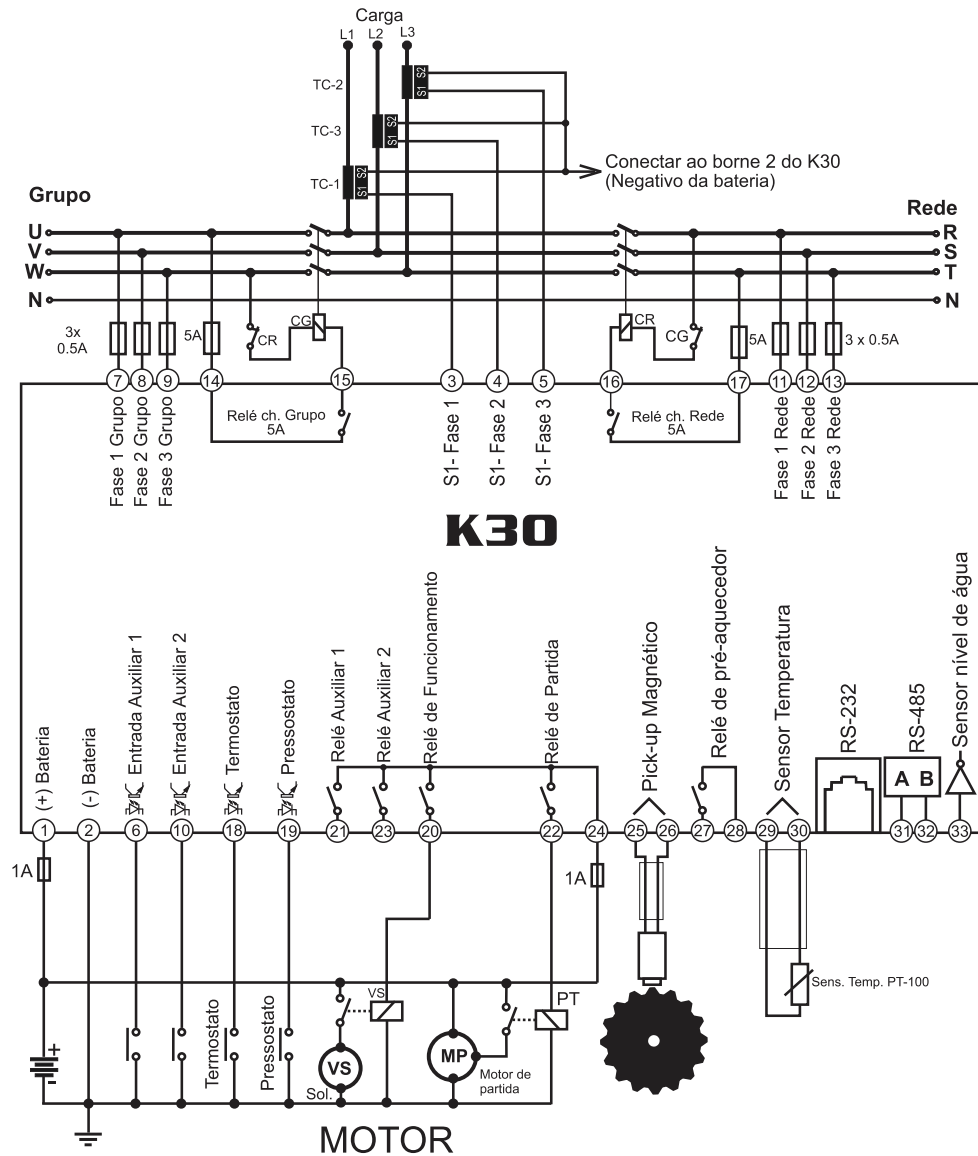 Carga
L1 L2 L3
TC-2
S1 S2
TC-3
S1 S2
TC-1
S1 S2
Conectar ao borne 2 do K30
(Negativo da bateria)
Grupo
Rede
U
R
V
S
W
T
N
N
3x
0.5A
5A
CR
CG
CR
CG
5A
3 x 0.5A
7 8 9 14 15 3 4 5 16 17 11 12 13
Fase 1 Grupo
Fase 2 Grupo
Fase 3 Grupo
Relé ch. Grupo
5A
S1- Fase 1
S1- Fase 2
S1- Fase 3
Relé ch. Rede
5A
Fase 1 Rede
Fase 2 Rede
Fase 3 Rede
K30
(+) Bateria
(-) Bateria
Entrada Auxiliar 1
Entrada Auxiliar 2
Termostato
Pressostato
Relé Auxiliar 1
Relé Auxiliar 2
Relé de Funcionamento
Relé de Partida
Pick-up Magnético
Relé de pré-aquecedor
Sensor Temperatura
RS-232
RS-485
A B
Sensor nível de água
1 2 6 10 18 19 21 23 20 22 24 25 26 27 28 29 30 31 32 33
1A
1A
+
-
Termostato
Pressostato
VS
VS
Sol.
MP
Motor de
partida
PT
Sens. Temp. PT-100
MOTOR